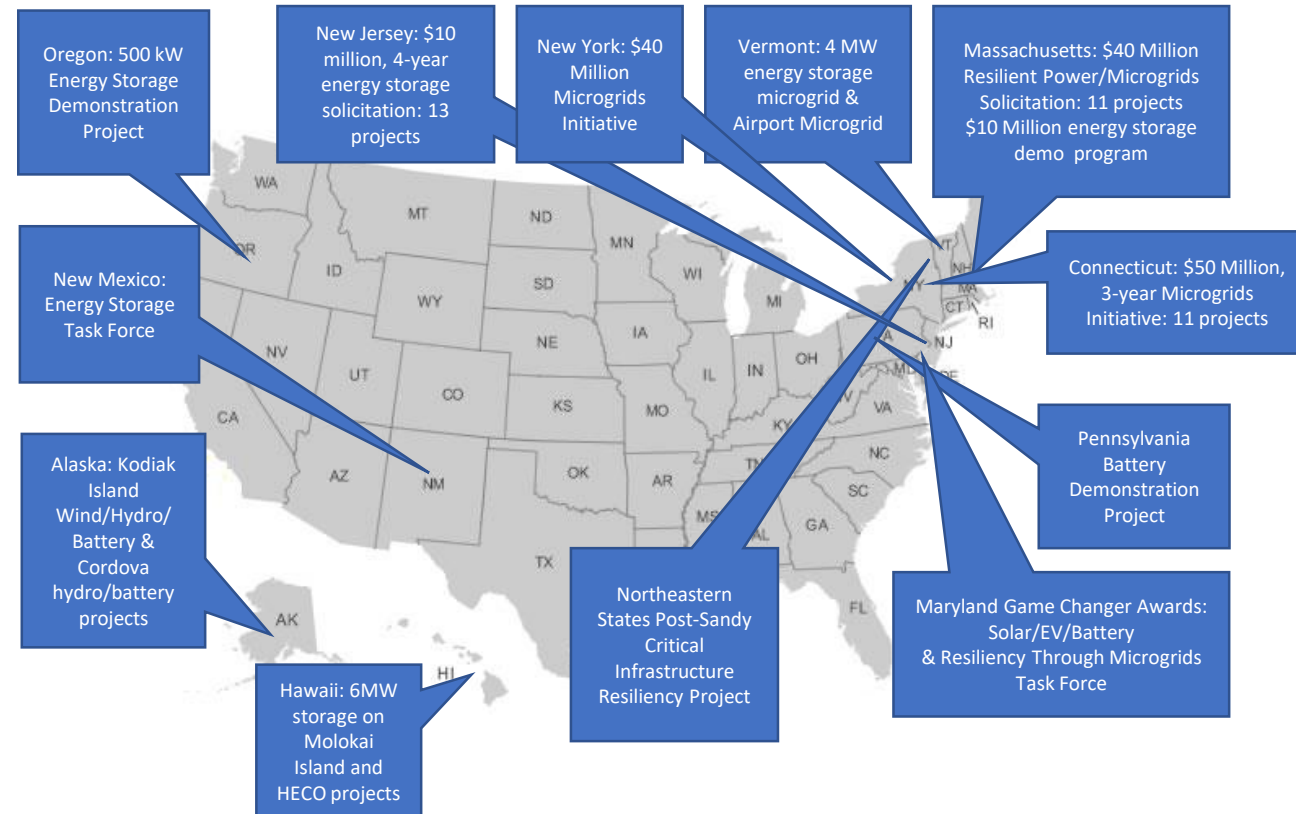 Oregon: 500 kW
Energy Storage
Demonstration
Project
New Jersey: $10
million, 4-year
energy storage
solicitation: 13
projects
New York: $40
Million
Microgrids
Initiative
Vermont: 4 MW
energy storage
microgrid &
Airport Microgrid
Massachusetts: $40 Million
Resilient Power/Microgrids
Solicitation: 11 projects
$10 Million energy storage
demo program
New Mexico:
Energy Storage
Task Force
Connecticut: $50 Million,
3-year Microgrids
Initiative: 11 projects
Alaska: Kodiak
Island
Wind/Hydro/
Battery &
Cordova
hydro/battery
projects
Pennsylvania
Battery
Demonstration
Project
Northeastern
States Post-Sandy
Critical
Infrastructure
Resiliency Project
Maryland Game Changer Awards:
Solar/EV/Battery
& Resiliency Through Microgrids
Task Force
Hawaii: 6MW
storage on
Molokai
Island and
HECO projects
WA
MT
ND
MN
OR
ID
WY
SD
WI
MI
NY
VT
NH
MA
CT
RI
NV
UT
CO
NE
IA
IL
IN
OH
NJ
MD
DE
CA
KS
MO
KY
VA
AZ
NM
OK
AR
TN
NC
SC
MS
AL
GA
TX
FL
AK
HI